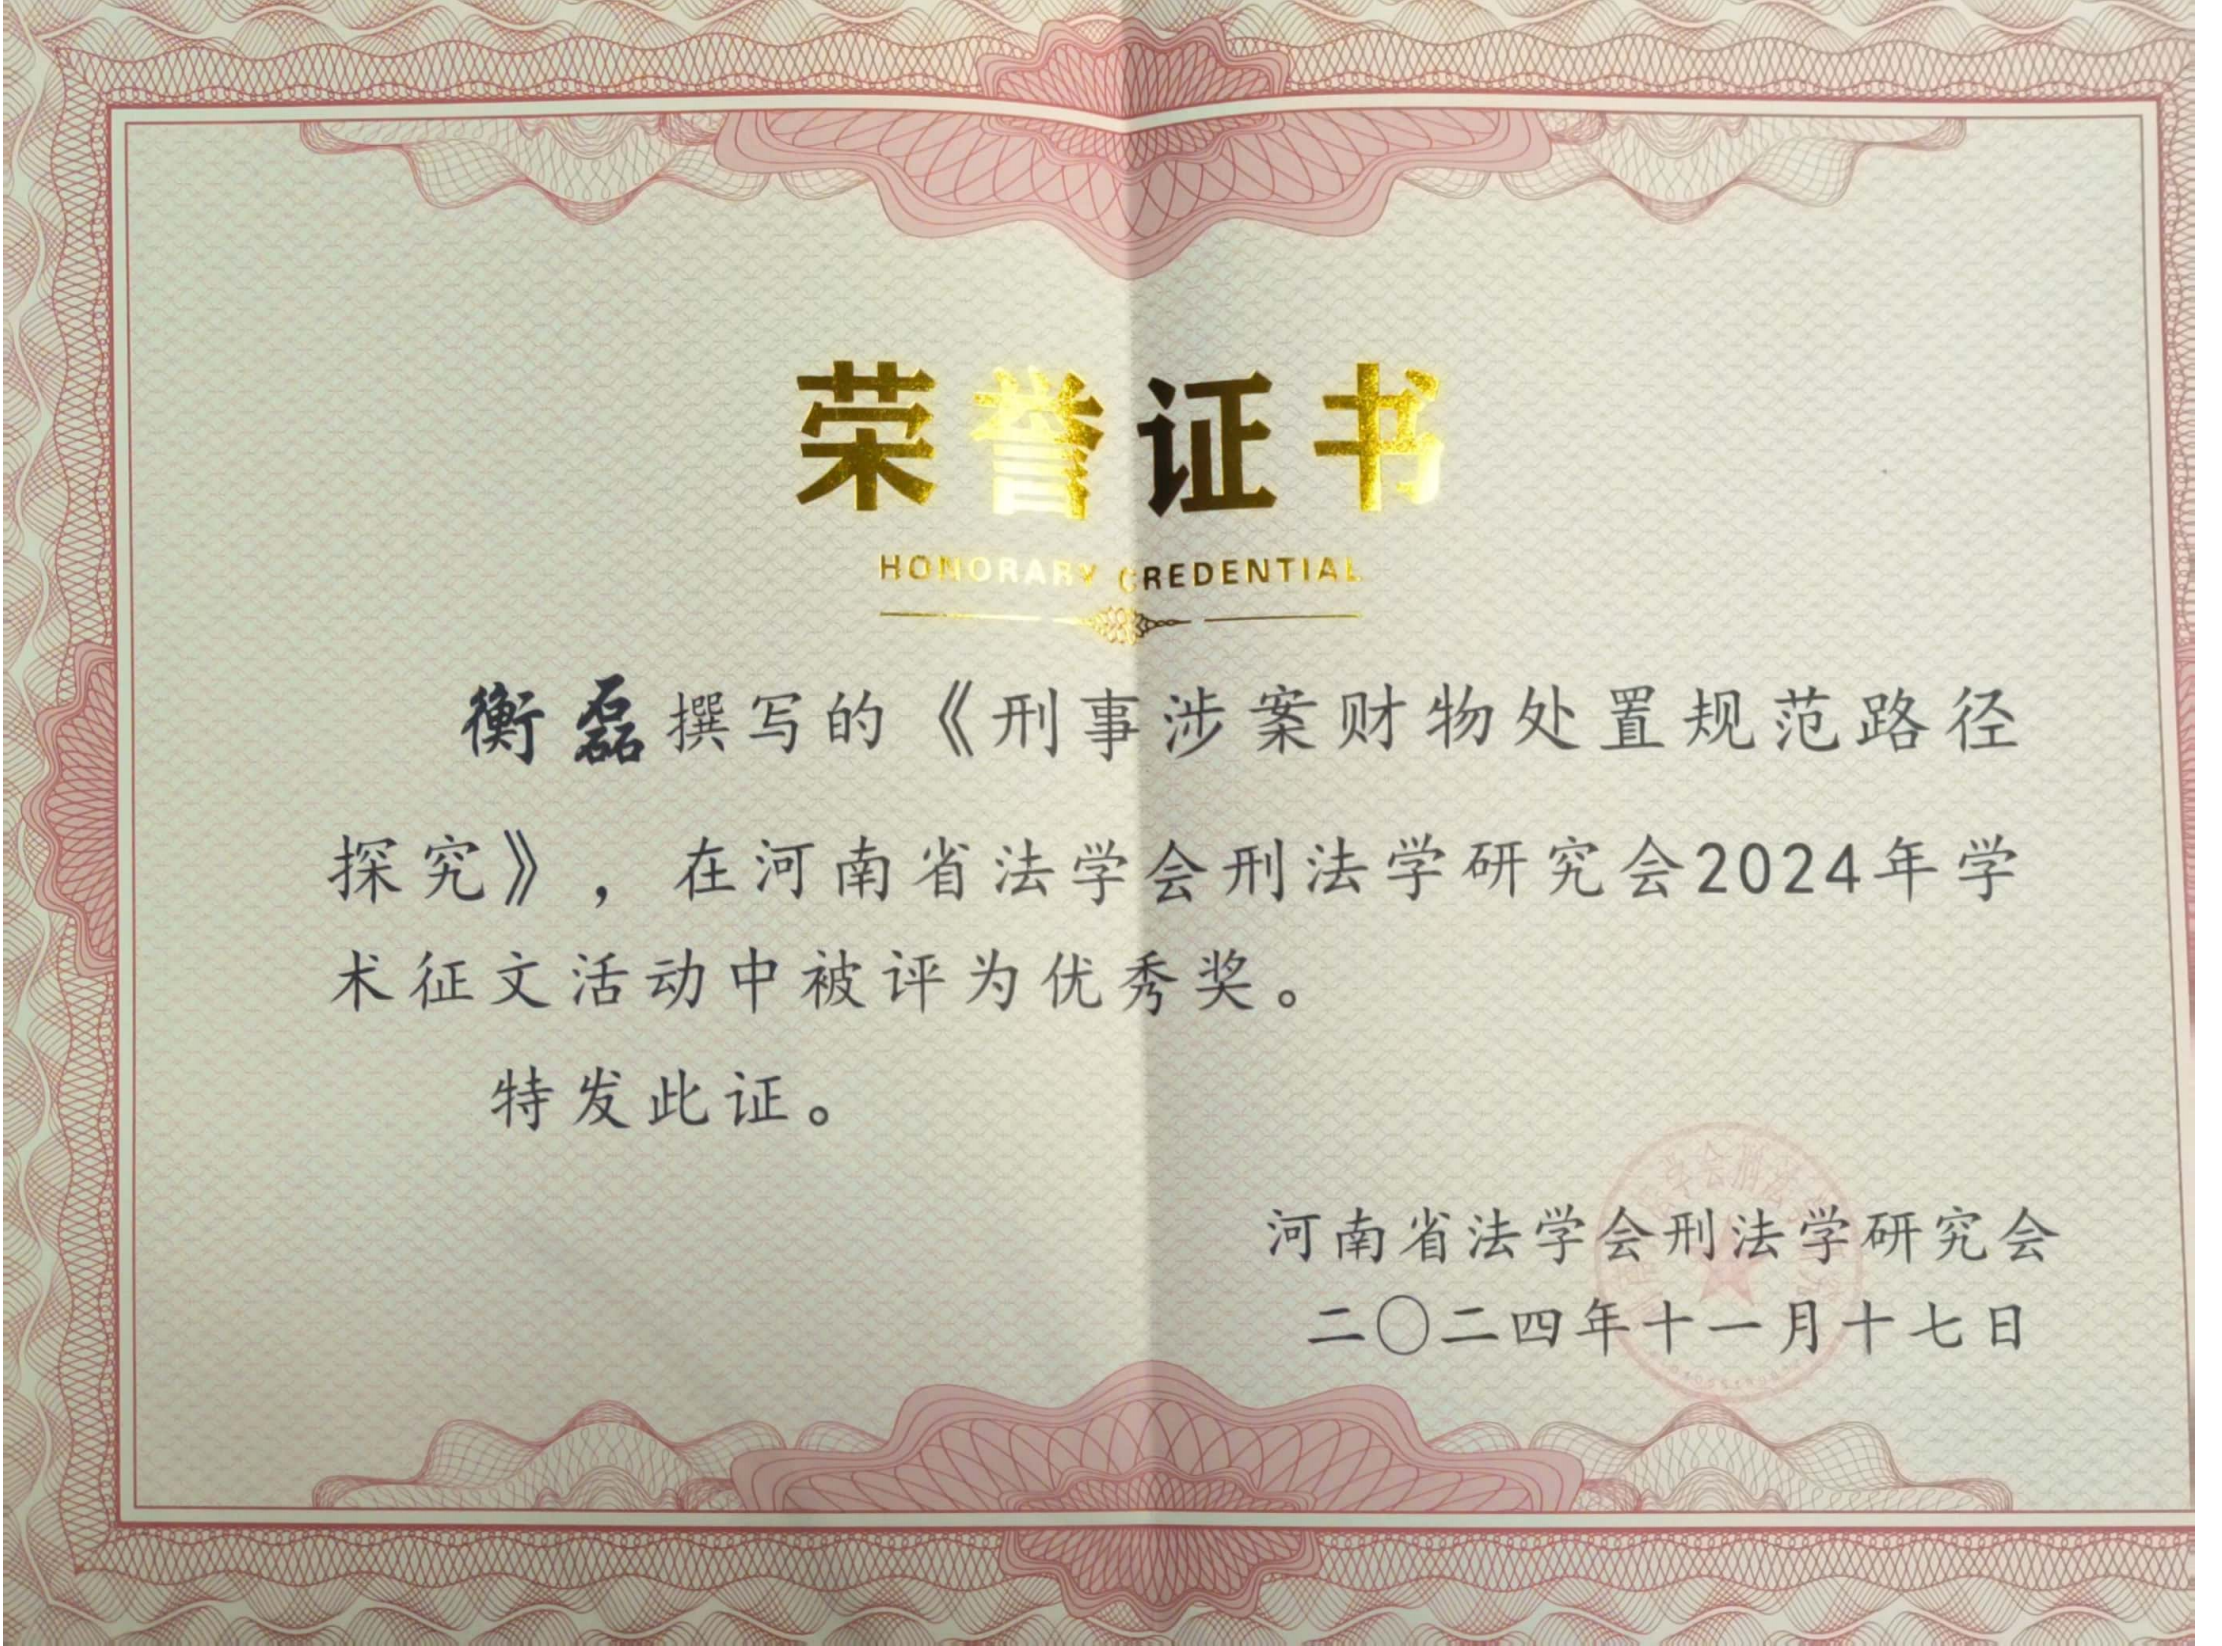 荣誉证书
HONORARY CREDENTIAL
衡磊撰写的《刑事涉案财物处置规范路径
探究》，在河南省法学会刑法学研究会2024年学
术征文活动中被评为优秀奖。
特发此证。
河南省法学会刑法学研究会
二〇二四年十一月十七日